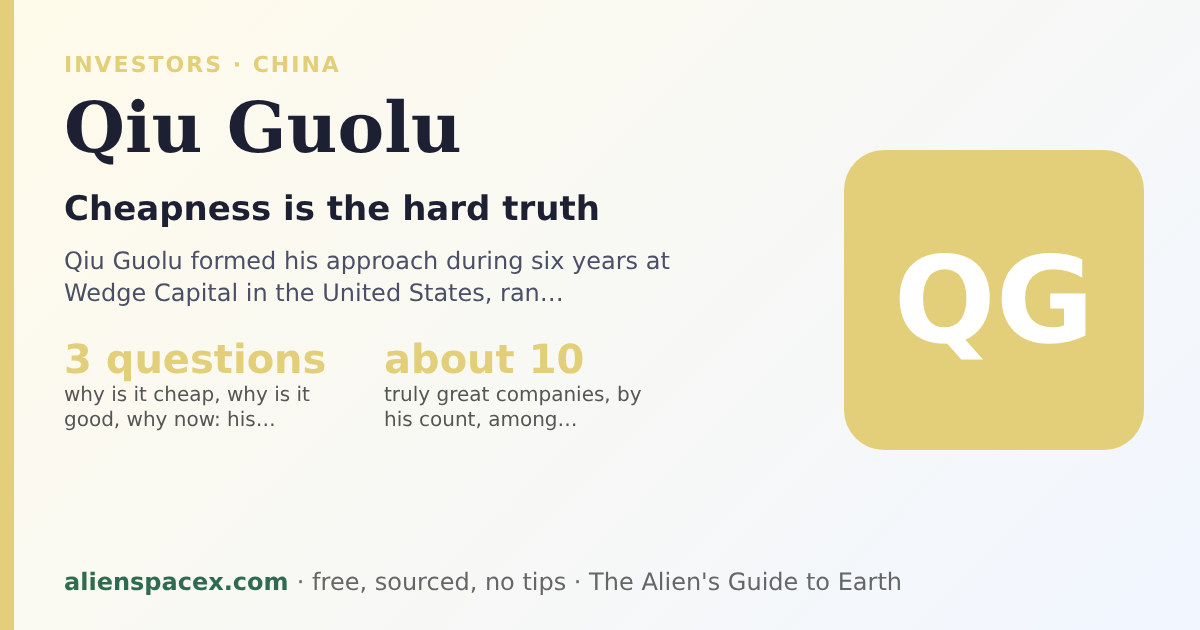 INVESTORS · CHINA
Qiu Guolu
Cheapness is the hard truth
Qiu Guolu formed his approach during six years at
Wedge Capital in the United States, ran…
3 questions
why is it cheap, why is it
good, why now: his…
about 10
truly great companies, by
his count, among…
QG
alienspacex.com · free, sourced, no tips · The Alien's Guide to Earth